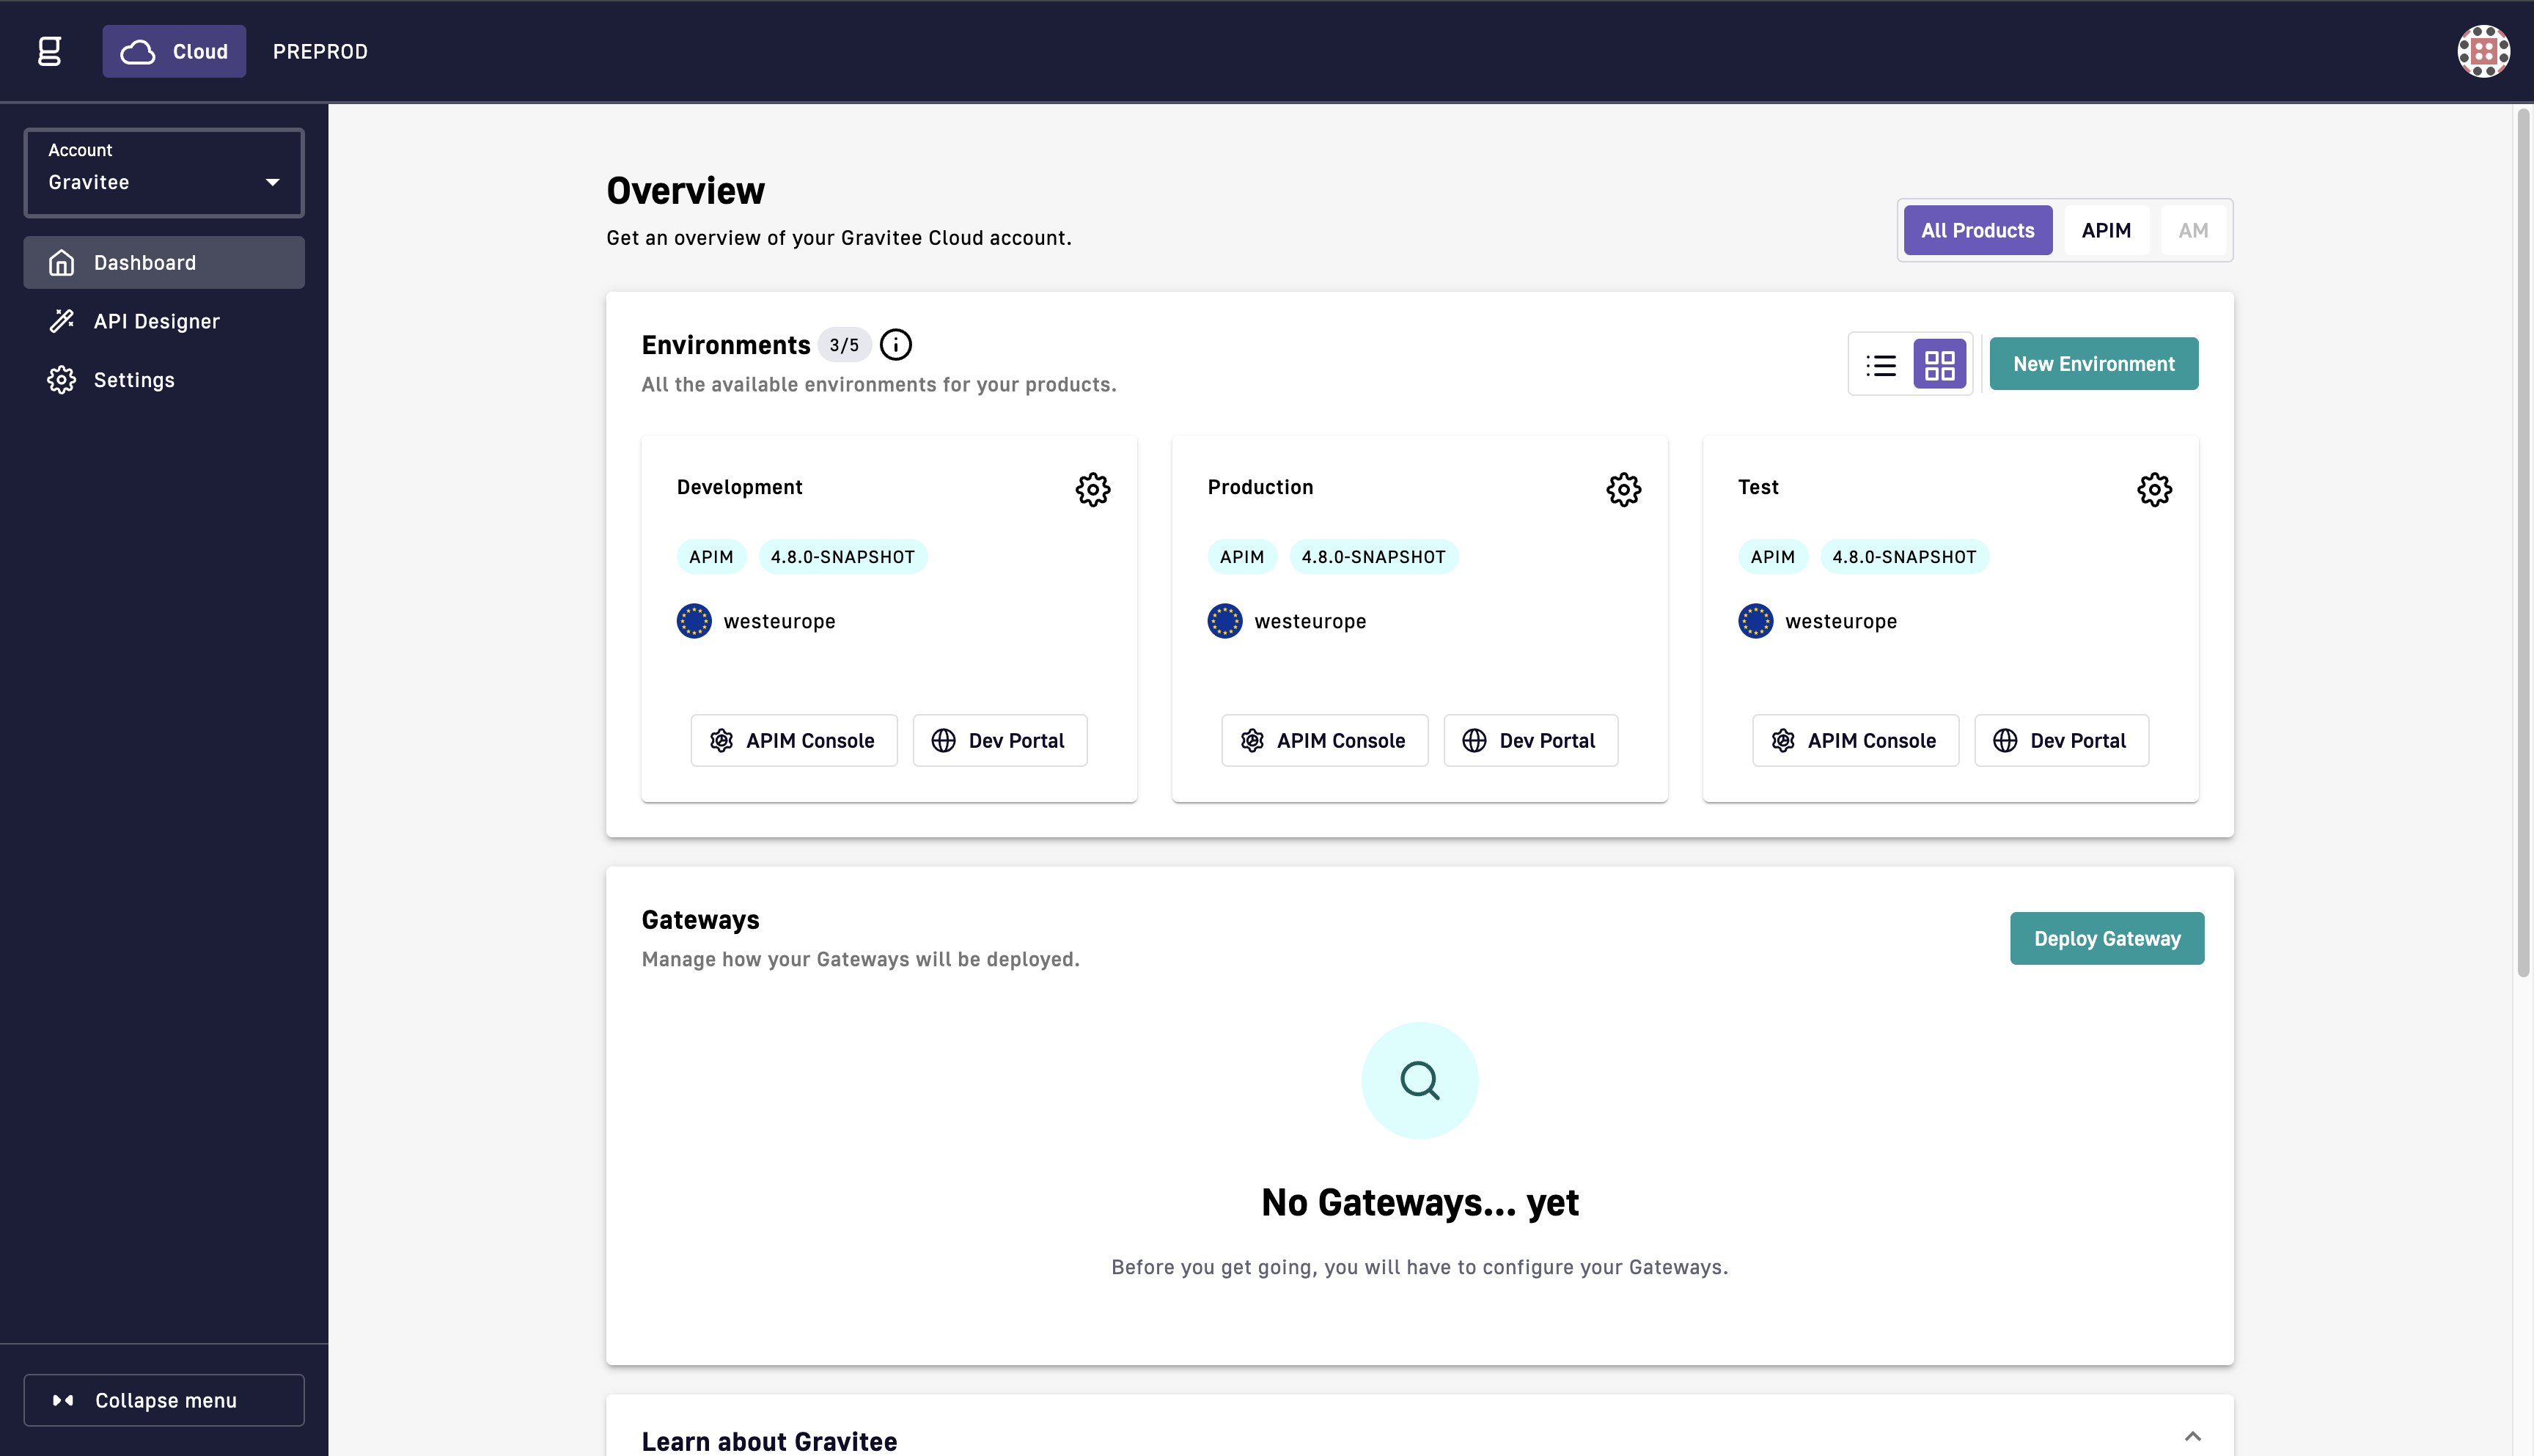 g
Cloud
PREPROD
Account
Gravitee
Dashboard
API Designer
Settings
Collapse menu
Overview
Get an overview of your Gravitee Cloud account.
All Products
APIM
AM
Environments 3/5
All the available environments for your products.
New Environment
Development
APIM 4.8.0-SNAPSHOT
westeurope
APIM Console Dev Portal
Production
APIM 4.8.0-SNAPSHOT
westeurope
APIM Console Dev Portal
Test
APIM 4.8.0-SNAPSHOT
westeurope
APIM Console Dev Portal
Gateways
Manage how your Gateways will be deployed.
Deploy Gateway
No Gateways... yet
Before you get going, you will have to configure your Gateways.
Learn about Gravitee